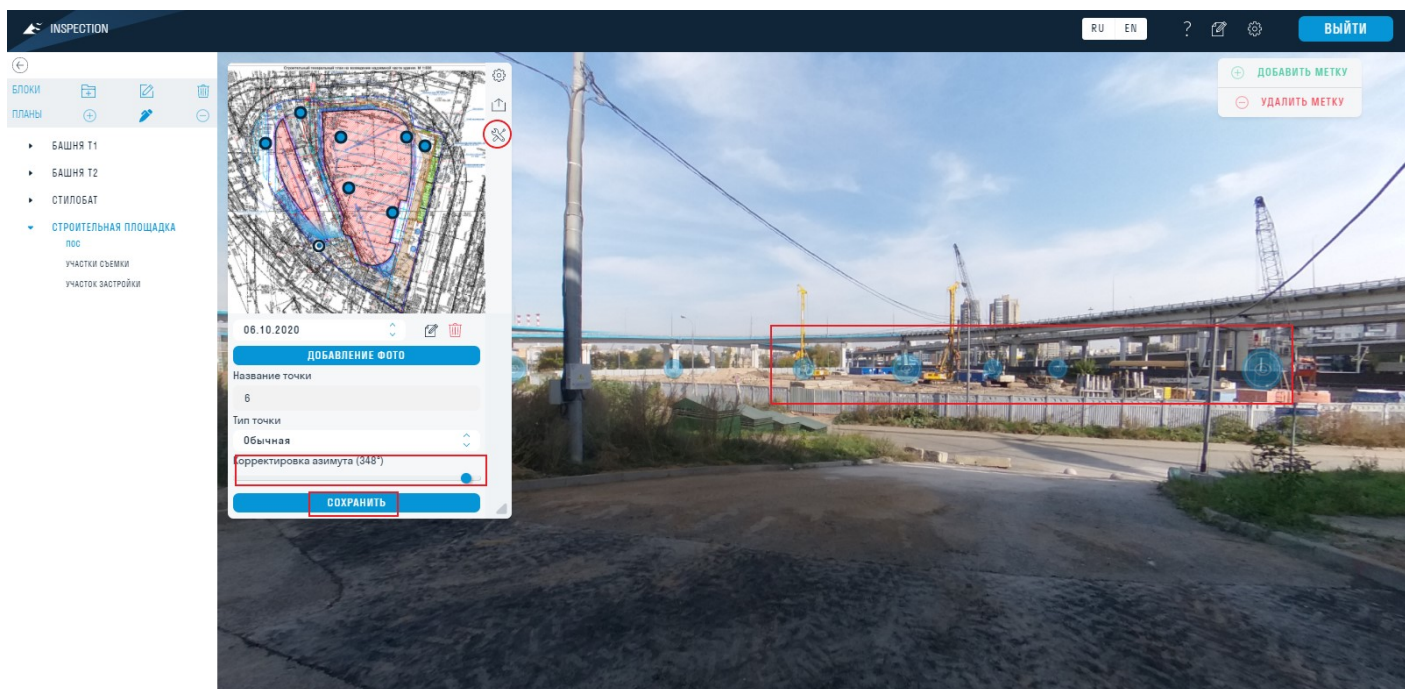 INSPECTION
RU EN
?
ВЫЙТИ
БЛОКИ
ПЛАНЫ
БАШНЯ Т1
БАШНЯ Т2
СТИЛОБАТ
СТРОИТЕЛЬНАЯ ПЛОЩАДКА
ПОС
УЧАСТКИ СЪЕМКИ
УЧАСТОК ЗАСТРОЙКИ
06.10.2020
ДОБАВЛЕНИЕ ФОТО
Название точки
6
Тип точки
Обычная
Корректировка азимута (348°)
СОХРАНИТЬ
ДОБАВИТЬ МЕТКУ
УДАЛИТЬ МЕТКУ